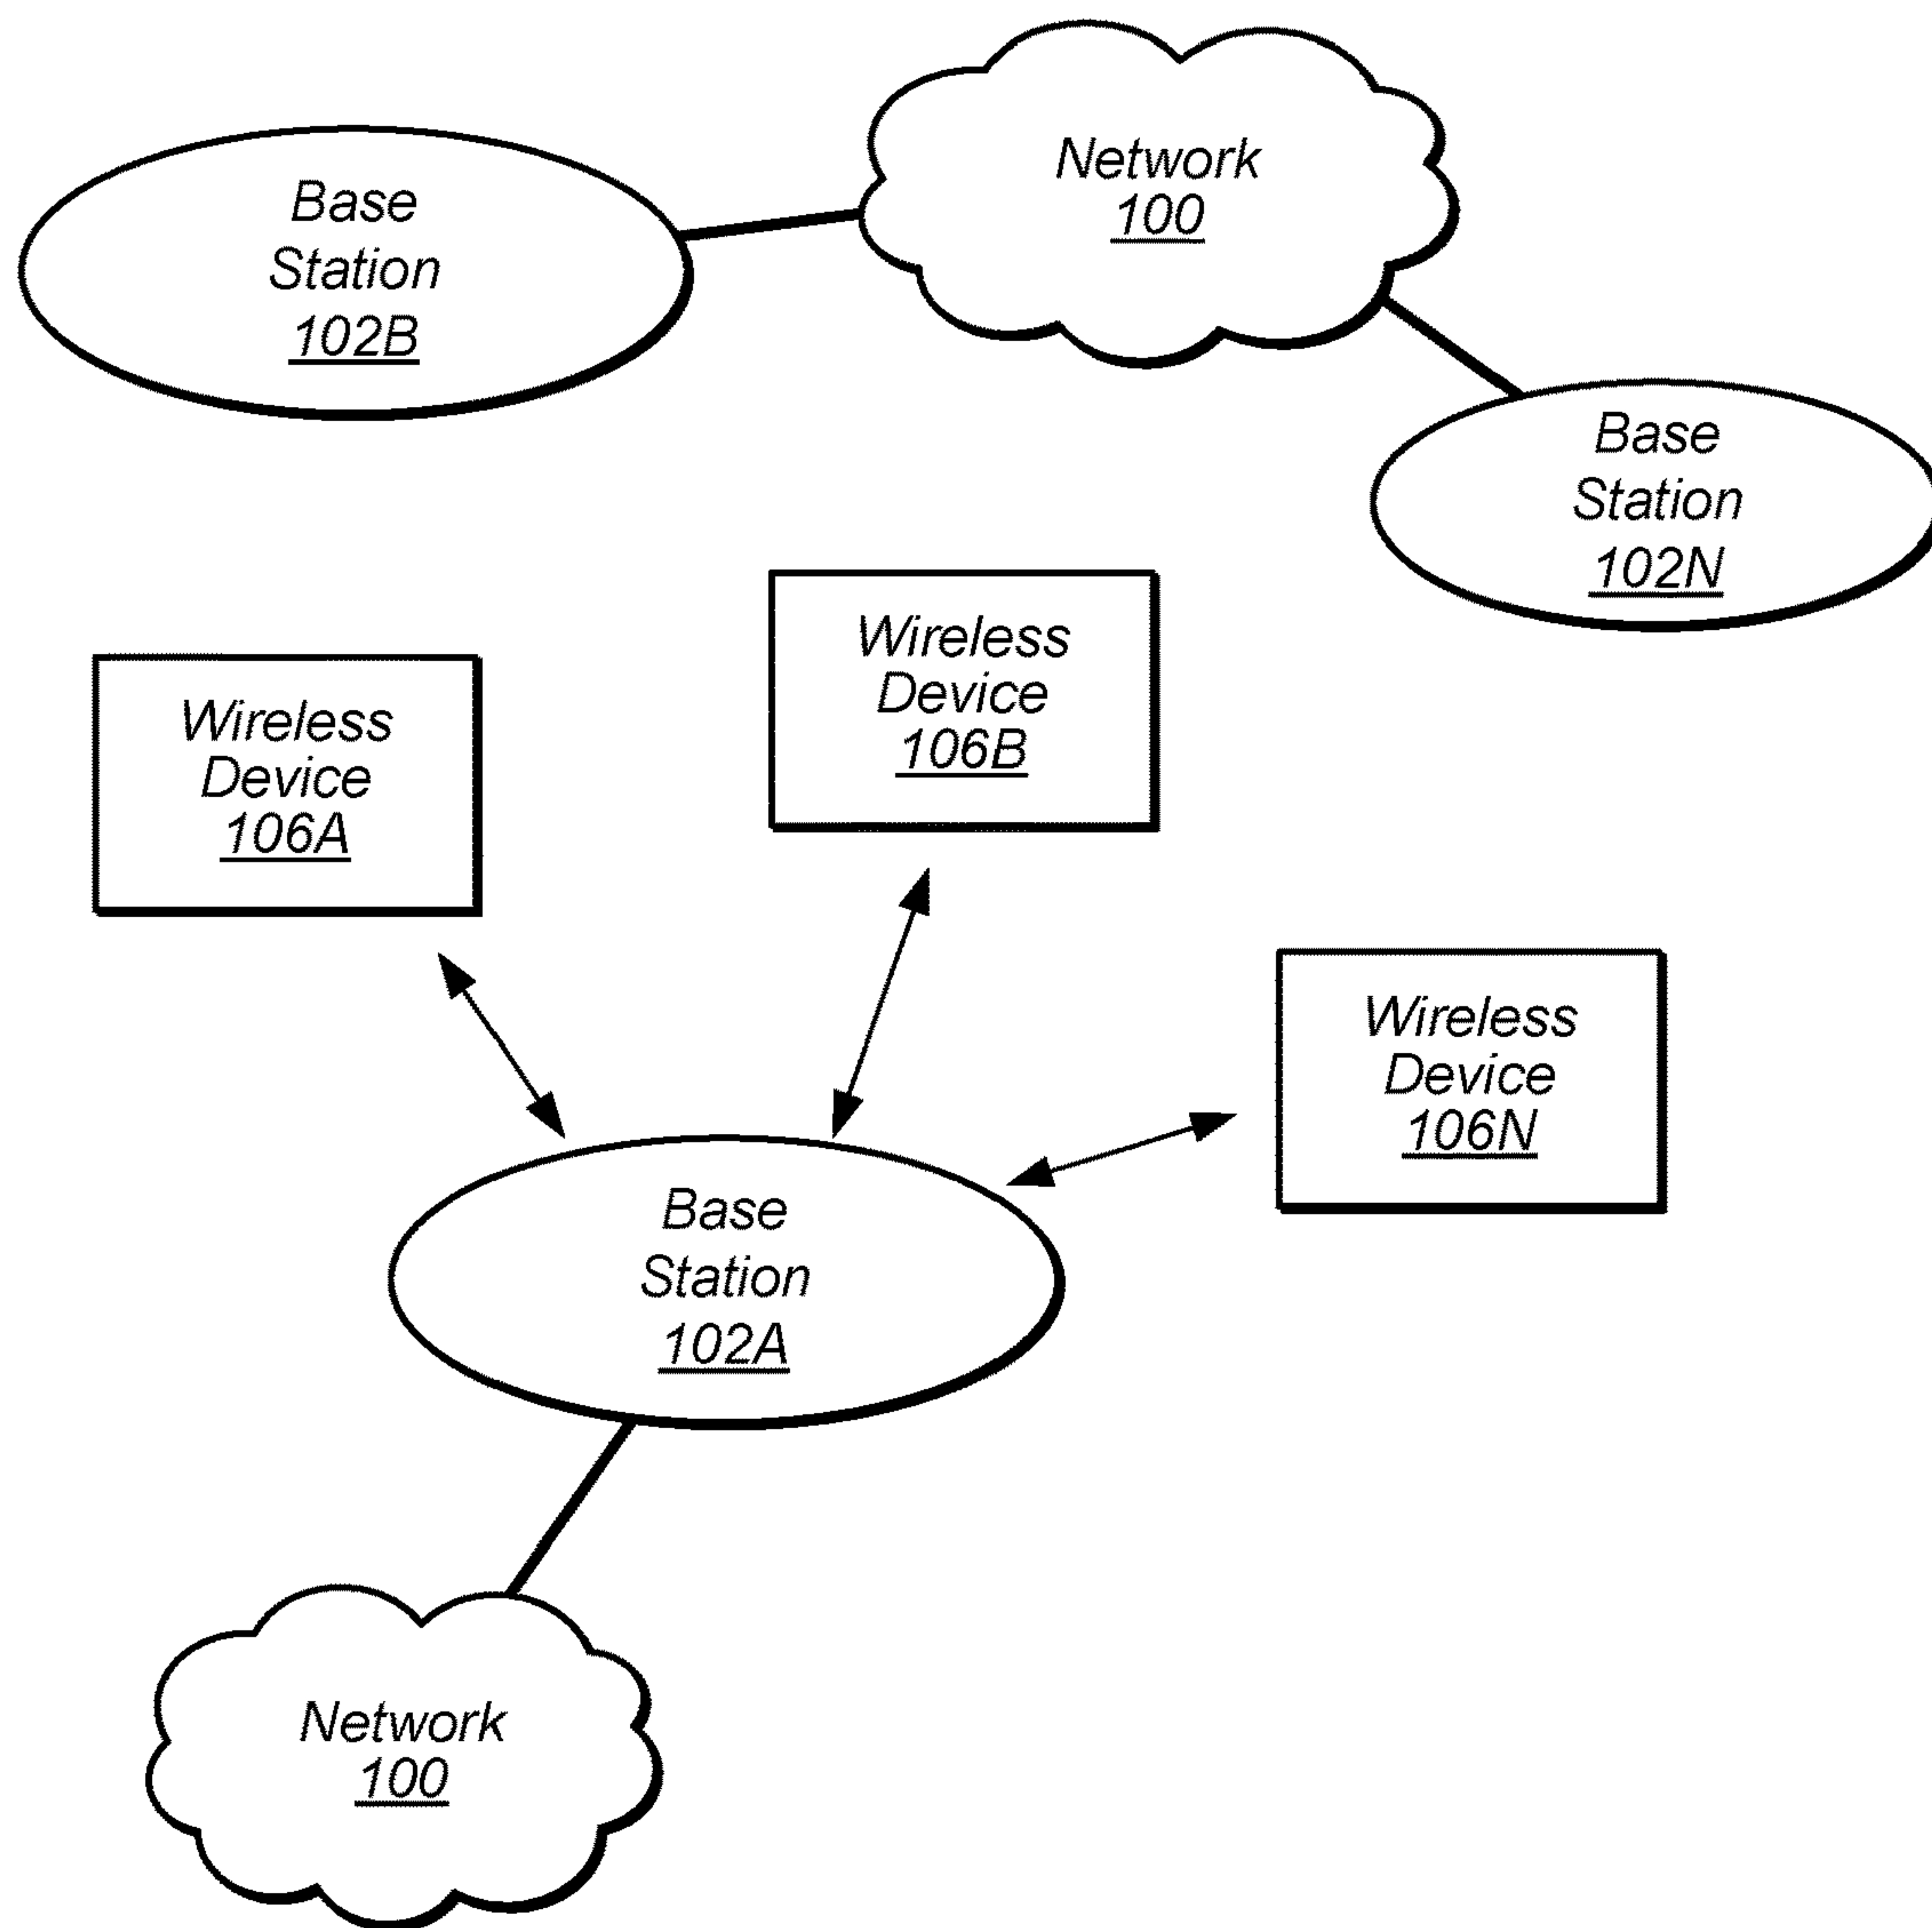 Network
100
Base
Station
102B
Base
Station
102N
Wireless
Device
106B
Wireless
Device
106A
Wireless
Device
106N
Base
Station
102A
Network
100